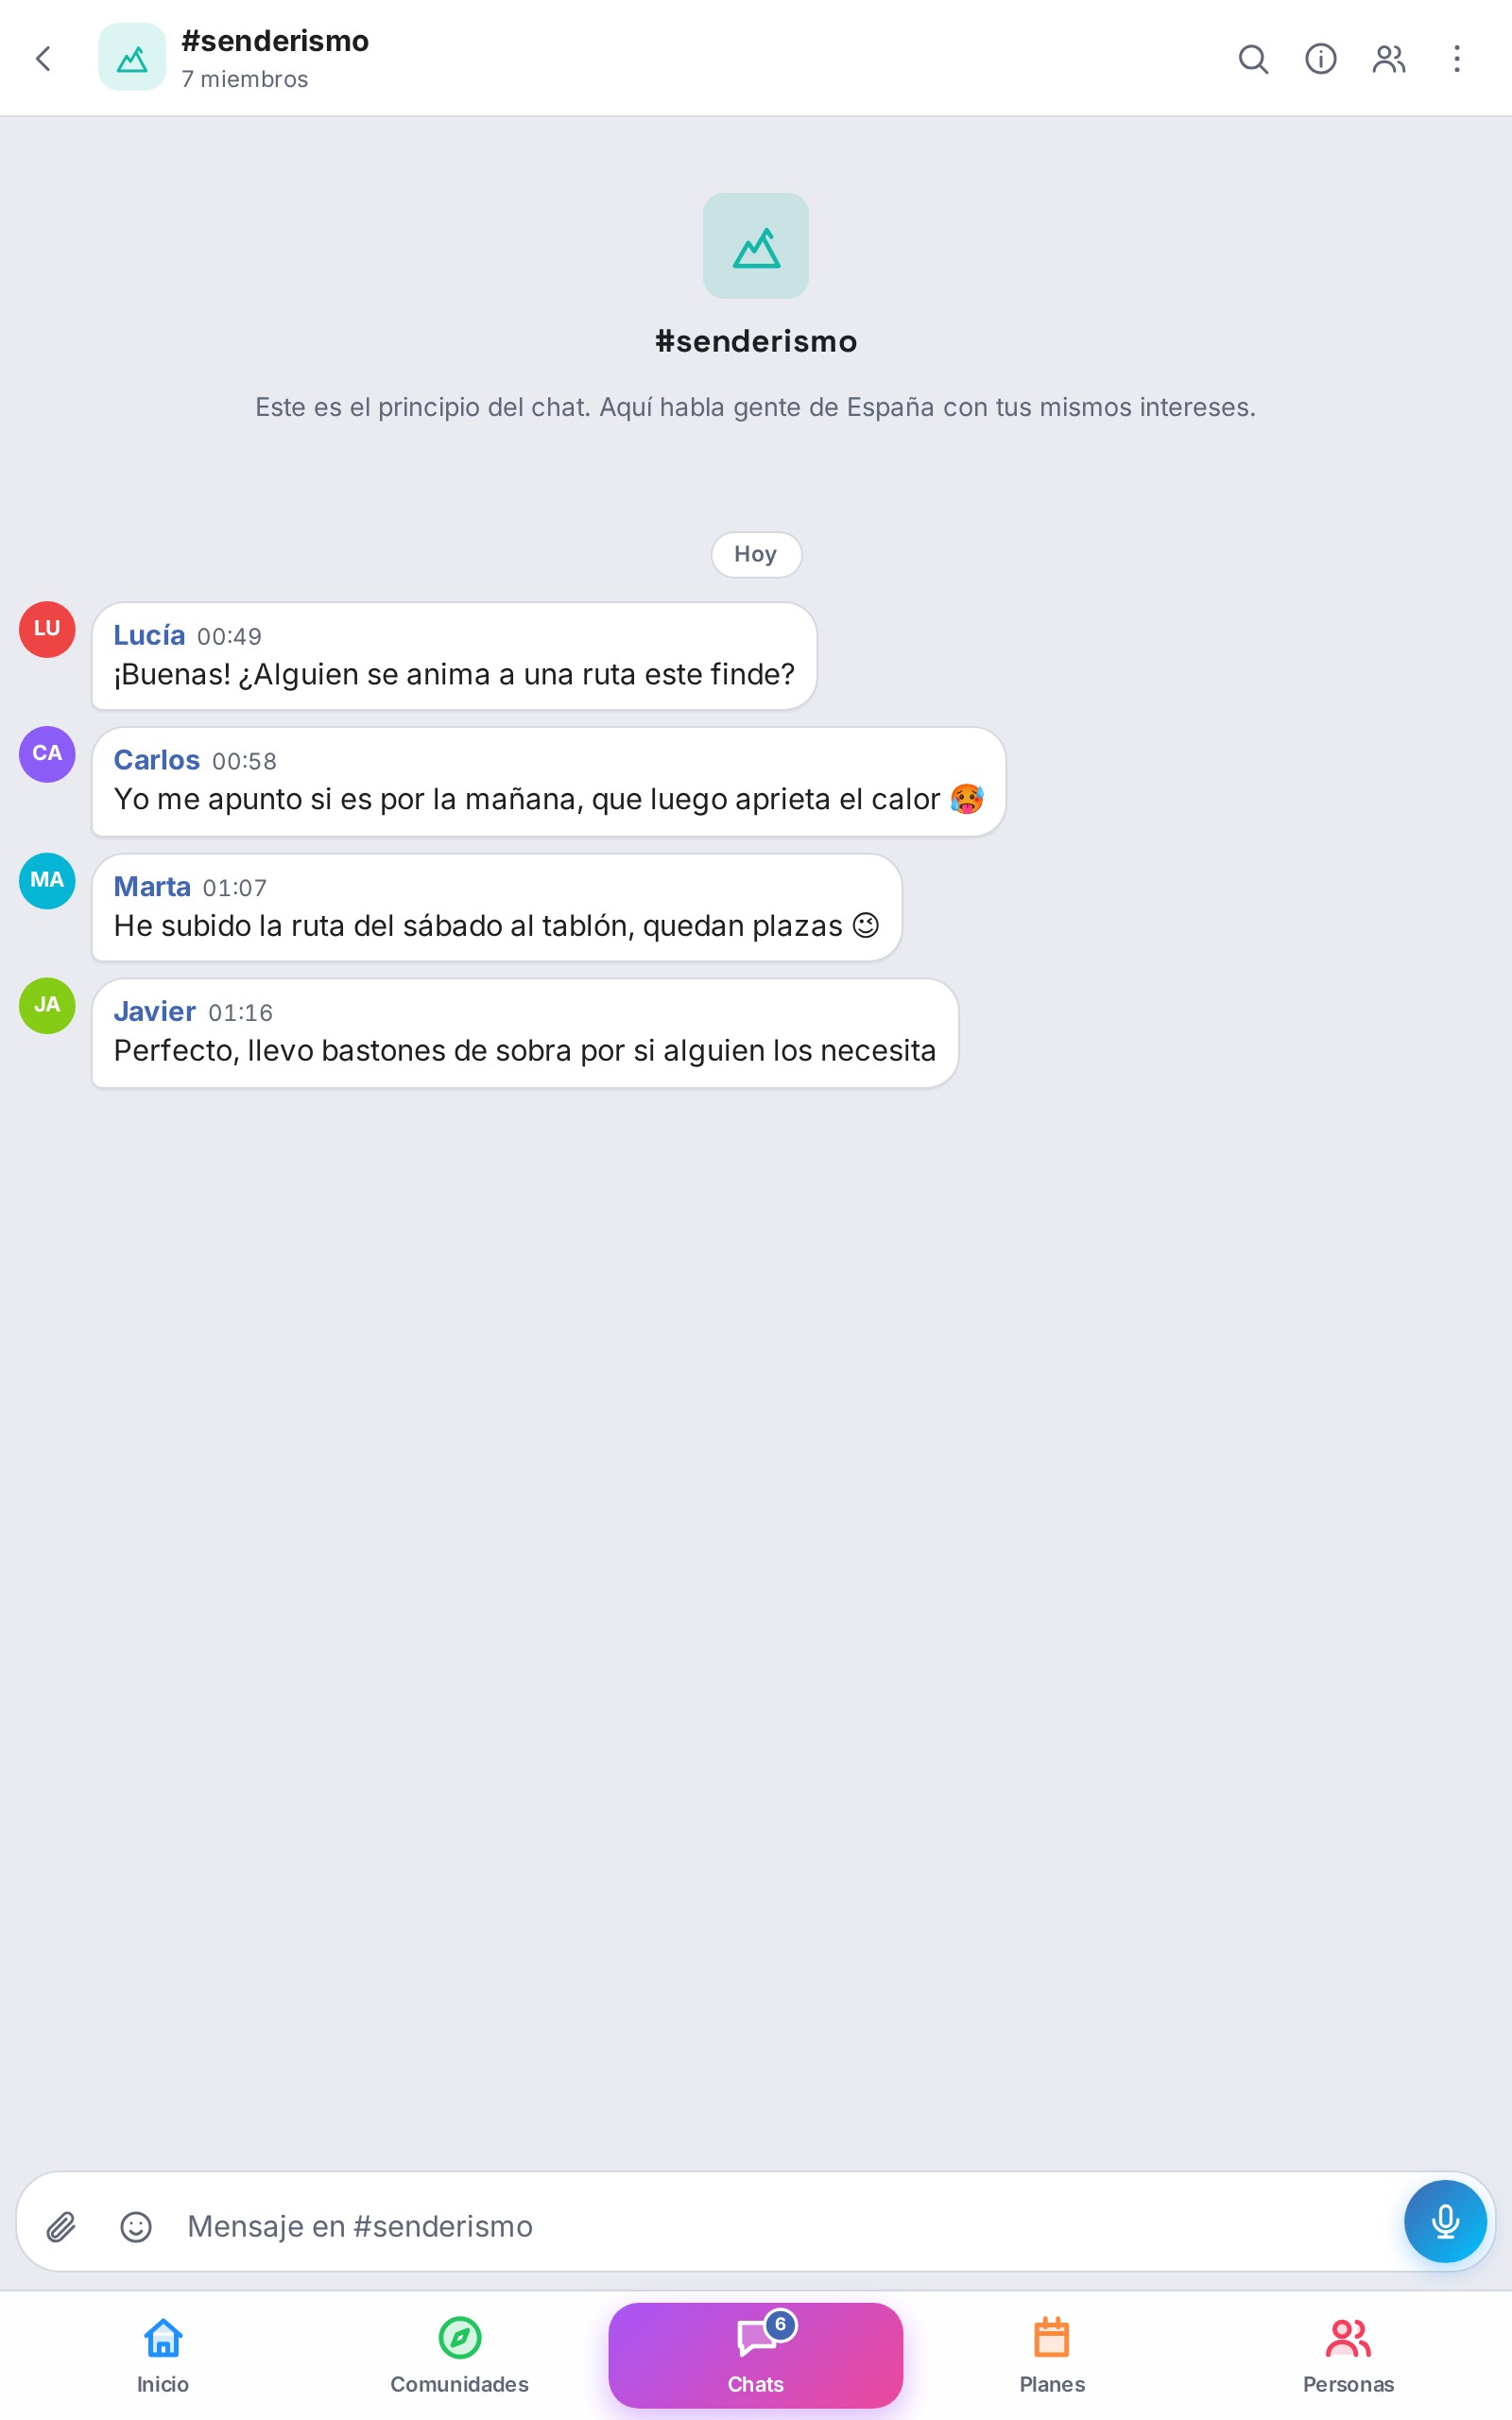 #senderismo
7 miembros
#senderismo
Este es el principio del chat. Aquí habla gente de España con tus mismos intereses.
Hoy
LU
Lucía 00:49
¡Buenas! ¿Alguien se anima a una ruta este finde?
CA
Carlos 00:58
Yo me apunto si es por la mañana, que luego aprieta el calor 🥵
MA
Marta 01:07
He subido la ruta del sábado al tablón, quedan plazas 😉
JA
Javier 01:16
Perfecto, llevo bastones de sobra por si alguien los necesita
Mensaje en #senderismo
6
Inicio
Comunidades
Chats
Planes
Personas